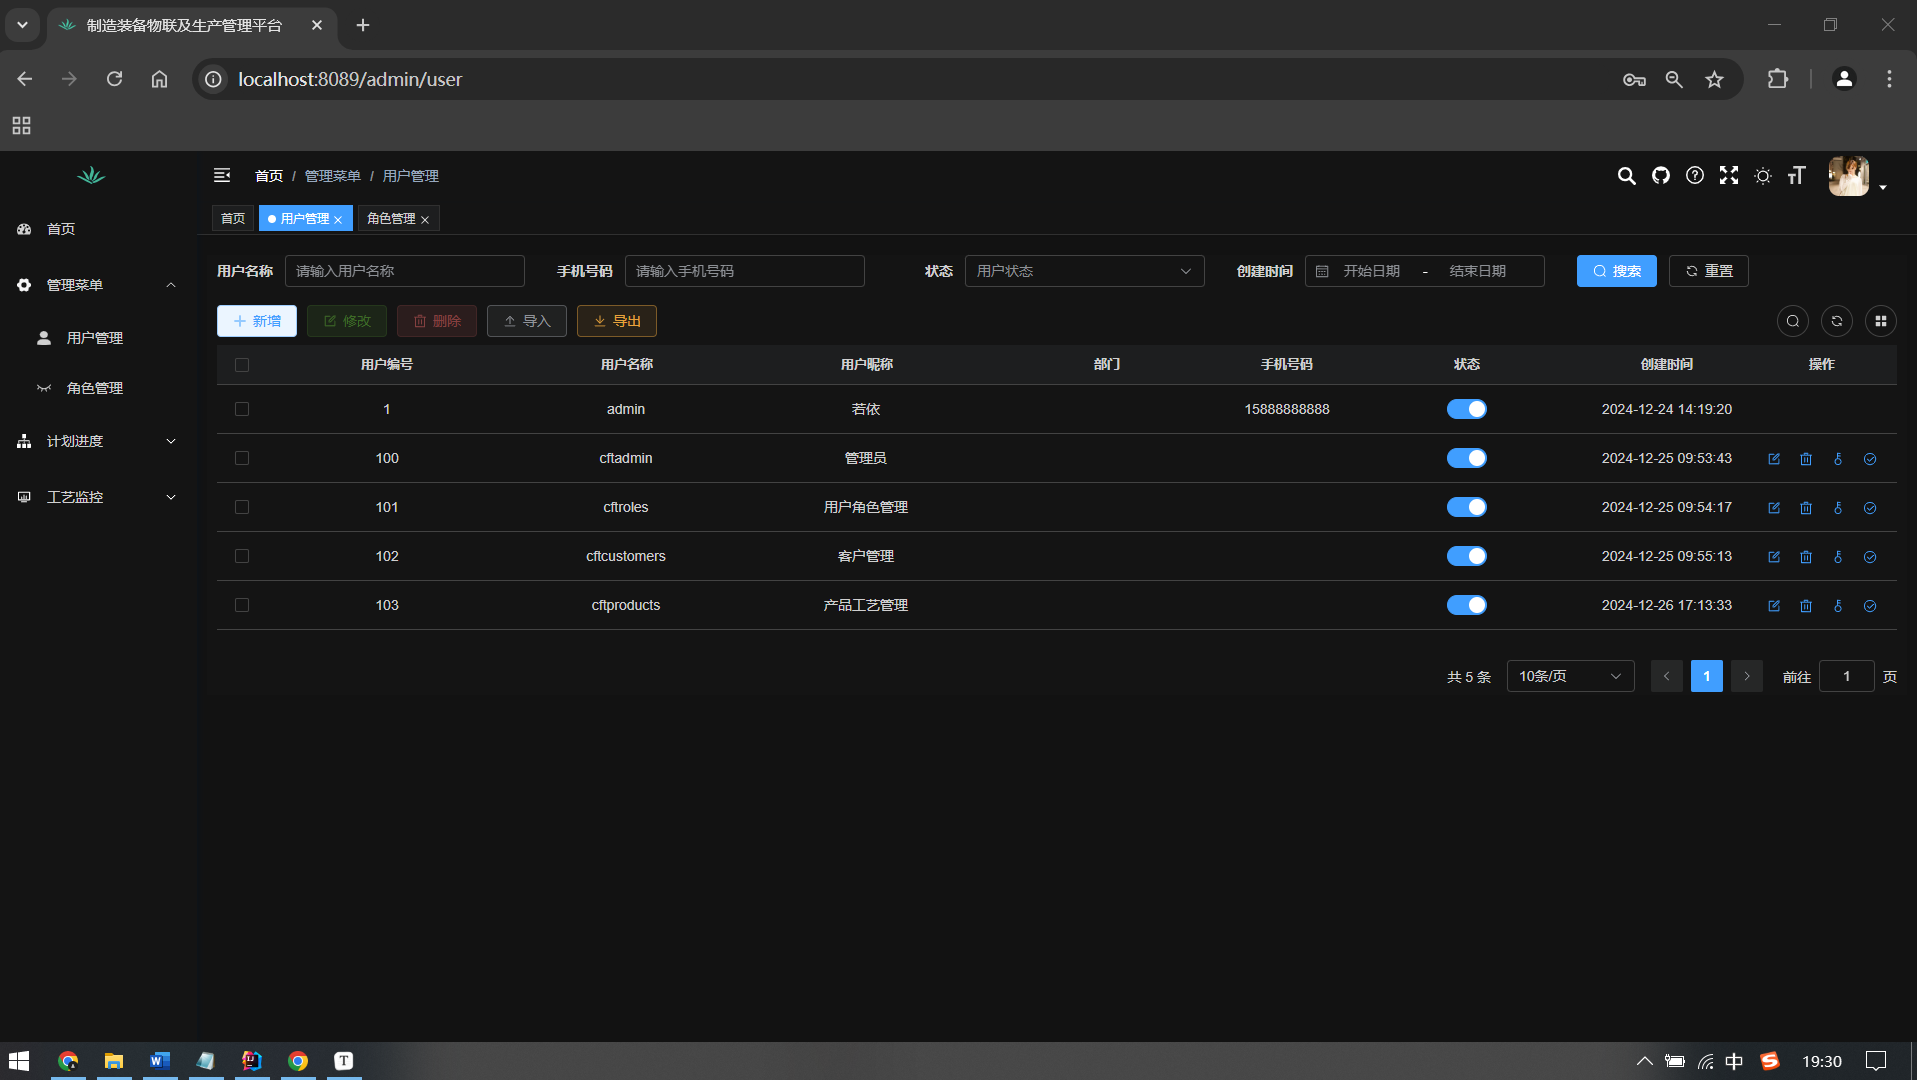 制造装备物联及生产管理平台
localhost:8089/admin/user
首页 / 管理菜单 / 用户管理
首页 用户管理 角色管理
首页
管理菜单
用户管理
角色管理
计划进度
工艺监控
用户名称 请输入用户名称 手机号码 请输入手机号码 状态 用户状态 创建时间 开始日期 - 结束日期 搜索 重置
新增 修改 删除 导入 导出
用户编号 用户名称 用户昵称 部门 手机号码 状态 创建时间 操作
1 admin 若依 15888888888 2024-12-24 14:19:20
100 cftadmin 管理员 2024-12-25 09:53:43
101 cftroles 用户角色管理 2024-12-25 09:54:17
102 cftcustomers 客户管理 2024-12-25 09:55:13
103 cftproducts 产品工艺管理 2024-12-26 17:13:33
共 5 条 10条/页 1 前往 1 页
中 19:30